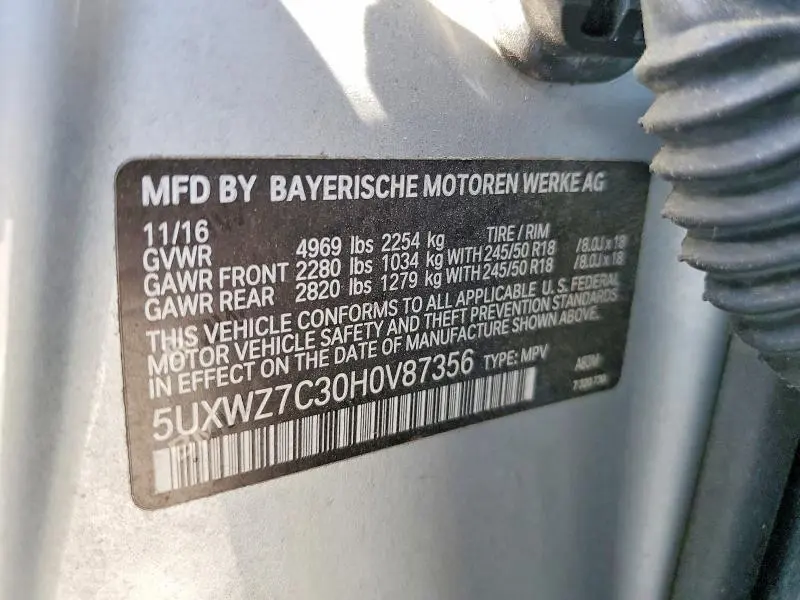 MFD BY BAYERISCHE MOTOREN WERKE AG
11/16 TIRE / RIM
GVWR 4969 lbs 2254 kg
GAWR FRONT 2280 lbs 1034 kg WITH 245/50 R18 /8.0J x 18
GAWR REAR 2820 lbs 1279 kg WITH 245/50 R18 /8.0J x 18
THIS VEHICLE CONFORMS TO ALL APPLICABLE U.S. FEDERAL
MOTOR VEHICLE SAFETY AND THEFT PREVENTION STANDARDS
IN EFFECT ON THE DATE OF MANUFACTURE SHOWN ABOVE.
5UXWZ7C30H0V87356 TYPE: MPV